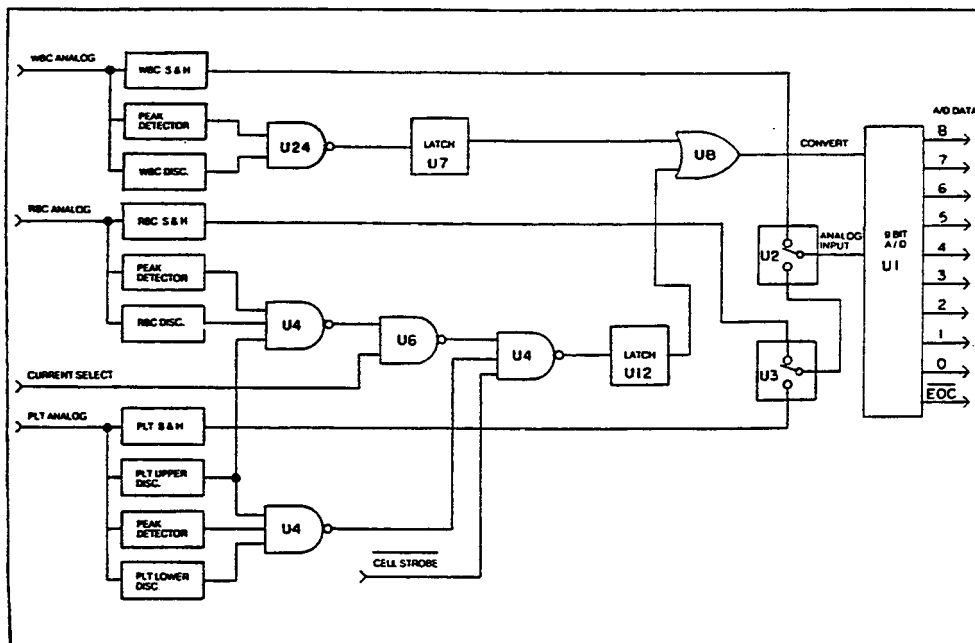 WBC ANALOG
WBC S & H
PEAK
DETECTOR
WBC DISC.
U24
LATCH
U7
U8
CONVERT
A/D DATA
8
7
6
5
4
3
2
1
0
EOC
9 BIT
A/D
U1
ANALOG
INPUT
U2
U3
RBC ANALOG
RBC S & H
PEAK
DETECTOR
RBC DISC.
U4
U6
U4
LATCH
U12
CURRENT SELECT
PLT ANALOG
PLT S & H
PLT UPPER
DISC.
PEAK
DETECTOR
PLT LOWER
DISC
U4
CELL STROBE